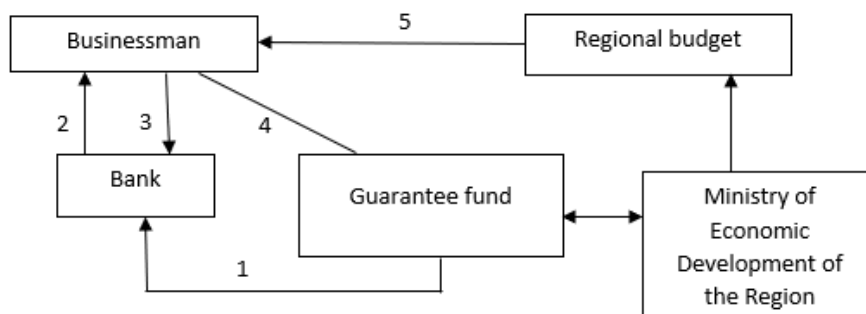 5
Businessman
Regional budget
2
3
4
Bank
Guarantee fund
Ministry of
Economic
Development of
the Region
1